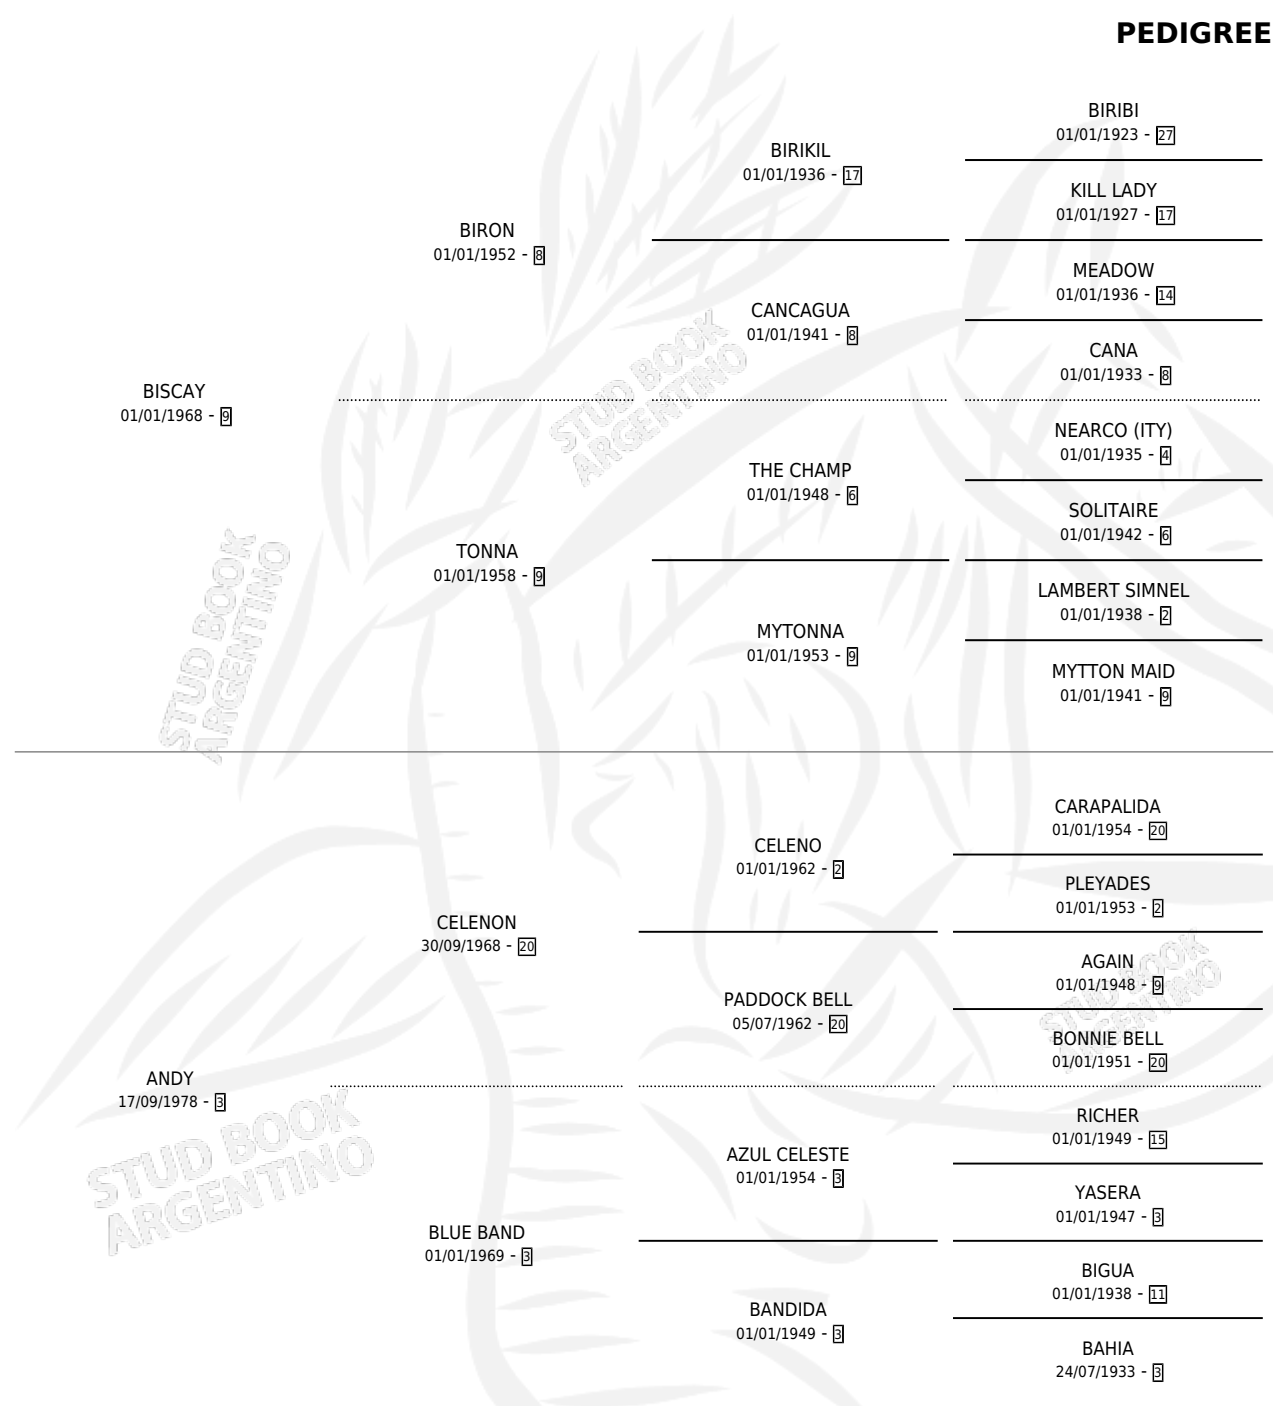 PEDIGREE
BIRIBI
01/01/1923 - 27
BIRIKIL
01/01/1936 - 17
KILL LADY
01/01/1927 - 17
BIRON
01/01/1952 - 8
MEADOW
01/01/1936 - 14
CANCAGUA
01/01/1941 - 8
CANA
01/01/1933 - 8
BISCAY
01/01/1968 - 9
NEARCO (ITY)
01/01/1935 - 4
THE CHAMP
01/01/1948 - 6
SOLITAIRE
01/01/1942 - 6
TONNA
01/01/1958 - 9
LAMBERT SIMNEL
01/01/1938 - 2
MYTONNA
01/01/1953 - 9
MYTTON MAID
01/01/1941 - 9
CARAPALIDA
01/01/1954 - 20
CELENO
01/01/1962 - 2
PLEYADES
01/01/1953 - 2
CELENON
30/09/1968 - 20
AGAIN
01/01/1948 - 9
PADDOCK BELL
05/07/1962 - 20
BONNIE BELL
01/01/1951 - 20
ANDY
17/09/1978 - 3
RICHER
01/01/1949 - 15
AZUL CELESTE
01/01/1954 - 3
YASERA
01/01/1947 - 3
BLUE BAND
01/01/1969 - 3
BIGUA
01/01/1938 - 11
BANDIDA
01/01/1949 - 3
BAHIA
24/07/1933 - 3
STUD BOOK
ARGENTINO
STUD BOOK
ARGENTINO
STUD BOOK
ARGENTINO
STUD BOOK
ARGENTINO